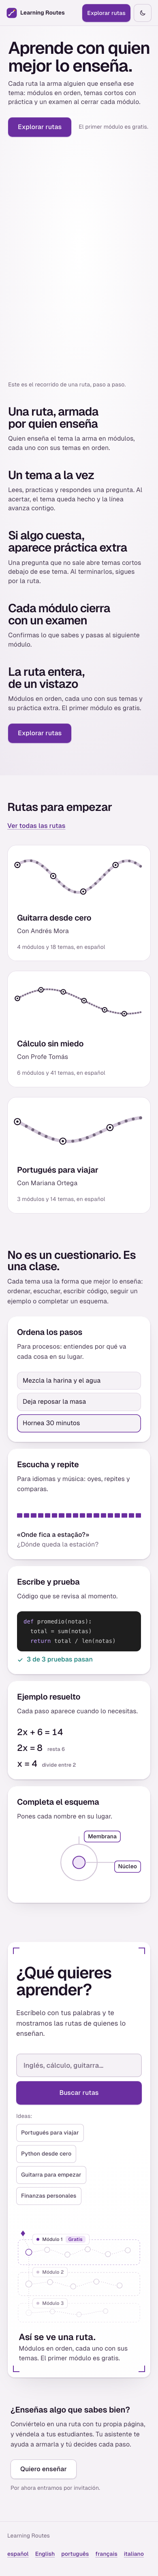 Learning Routes
Explorar rutas
Aprende con quien
mejor lo enseña.
Cada ruta la arma alguien que enseña ese
tema: módulos en orden, temas cortos con
práctica y un examen al cerrar cada módulo.
Explorar rutas
El primer módulo es gratis.
Este es el recorrido de una ruta, paso a paso.
Una ruta, armada
por quien enseña
Quien enseña el tema la arma en módulos,
cada uno con sus temas en orden.
Un tema a la vez
Lees, practicas y respondes una pregunta. Al
acertar, el tema queda hecho y la línea
avanza contigo.
Si algo cuesta,
aparece práctica extra
Una pregunta que no sale abre temas cortos
debajo de ese tema. Al terminarlos, sigues
por la ruta.
Cada módulo cierra
con un examen
Confirmas lo que sabes y pasas al siguiente
módulo.
La ruta entera,
de un vistazo
Módulos en orden, cada uno con sus temas y
su práctica extra. El primer módulo es gratis.
Explorar rutas
Rutas para empezar
Ver todas las rutas
Guitarra desde cero
Con Andrés Mora
4 módulos y 18 temas, en español
Cálculo sin miedo
Con Profe Tomás
6 módulos y 41 temas, en español
Portugués para viajar
Con Mariana Ortega
3 módulos y 14 temas, en español
No es un cuestionario. Es
una clase.
Cada tema usa la forma que mejor lo enseña:
ordenar, escuchar, escribir código, seguir un
ejemplo o completar un esquema.
Ordena los pasos
Para procesos: entiendes por qué va
cada cosa en su lugar.
Mezcla la harina y el agua
Deja reposar la masa
Hornea 30 minutos
Escucha y repite
Para idiomas y música: oyes, repites y
comparas.
«Onde fica a estação?»
¿Dónde queda la estación?
Escribe y prueba
Código que se revisa al momento.
def promedio(notas):
total = sum(notas)
return total / len(notas)
3 de 3 pruebas pasan
Ejemplo resuelto
Cada paso aparece cuando lo necesitas.
2x + 6 = 14
2x = 8 resta 6
x = 4 divide entre 2
Completa el esquema
Pones cada nombre en su lugar.
Membrana
Núcleo
¿Qué quieres
aprender?
Escríbelo con tus palabras y te
mostramos las rutas de quienes lo
enseñan.
Inglés, cálculo, guitarra…
Buscar rutas
Ideas:
Portugués para viajar
Python desde cero
Guitarra para empezar
Finanzas personales
Módulo 1 Gratis
Módulo 2
Módulo 3
Así se ve una ruta.
Módulos en orden, cada uno con sus
temas. El primer módulo es gratis.
¿Enseñas algo que sabes bien?
Conviértelo en una ruta con tu propia página,
y véndela a tus estudiantes. Tu asistente te
ayuda a armarla y tú decides cada paso.
Quiero enseñar
Por ahora entramos por invitación.
Learning Routes
español English português français italiano